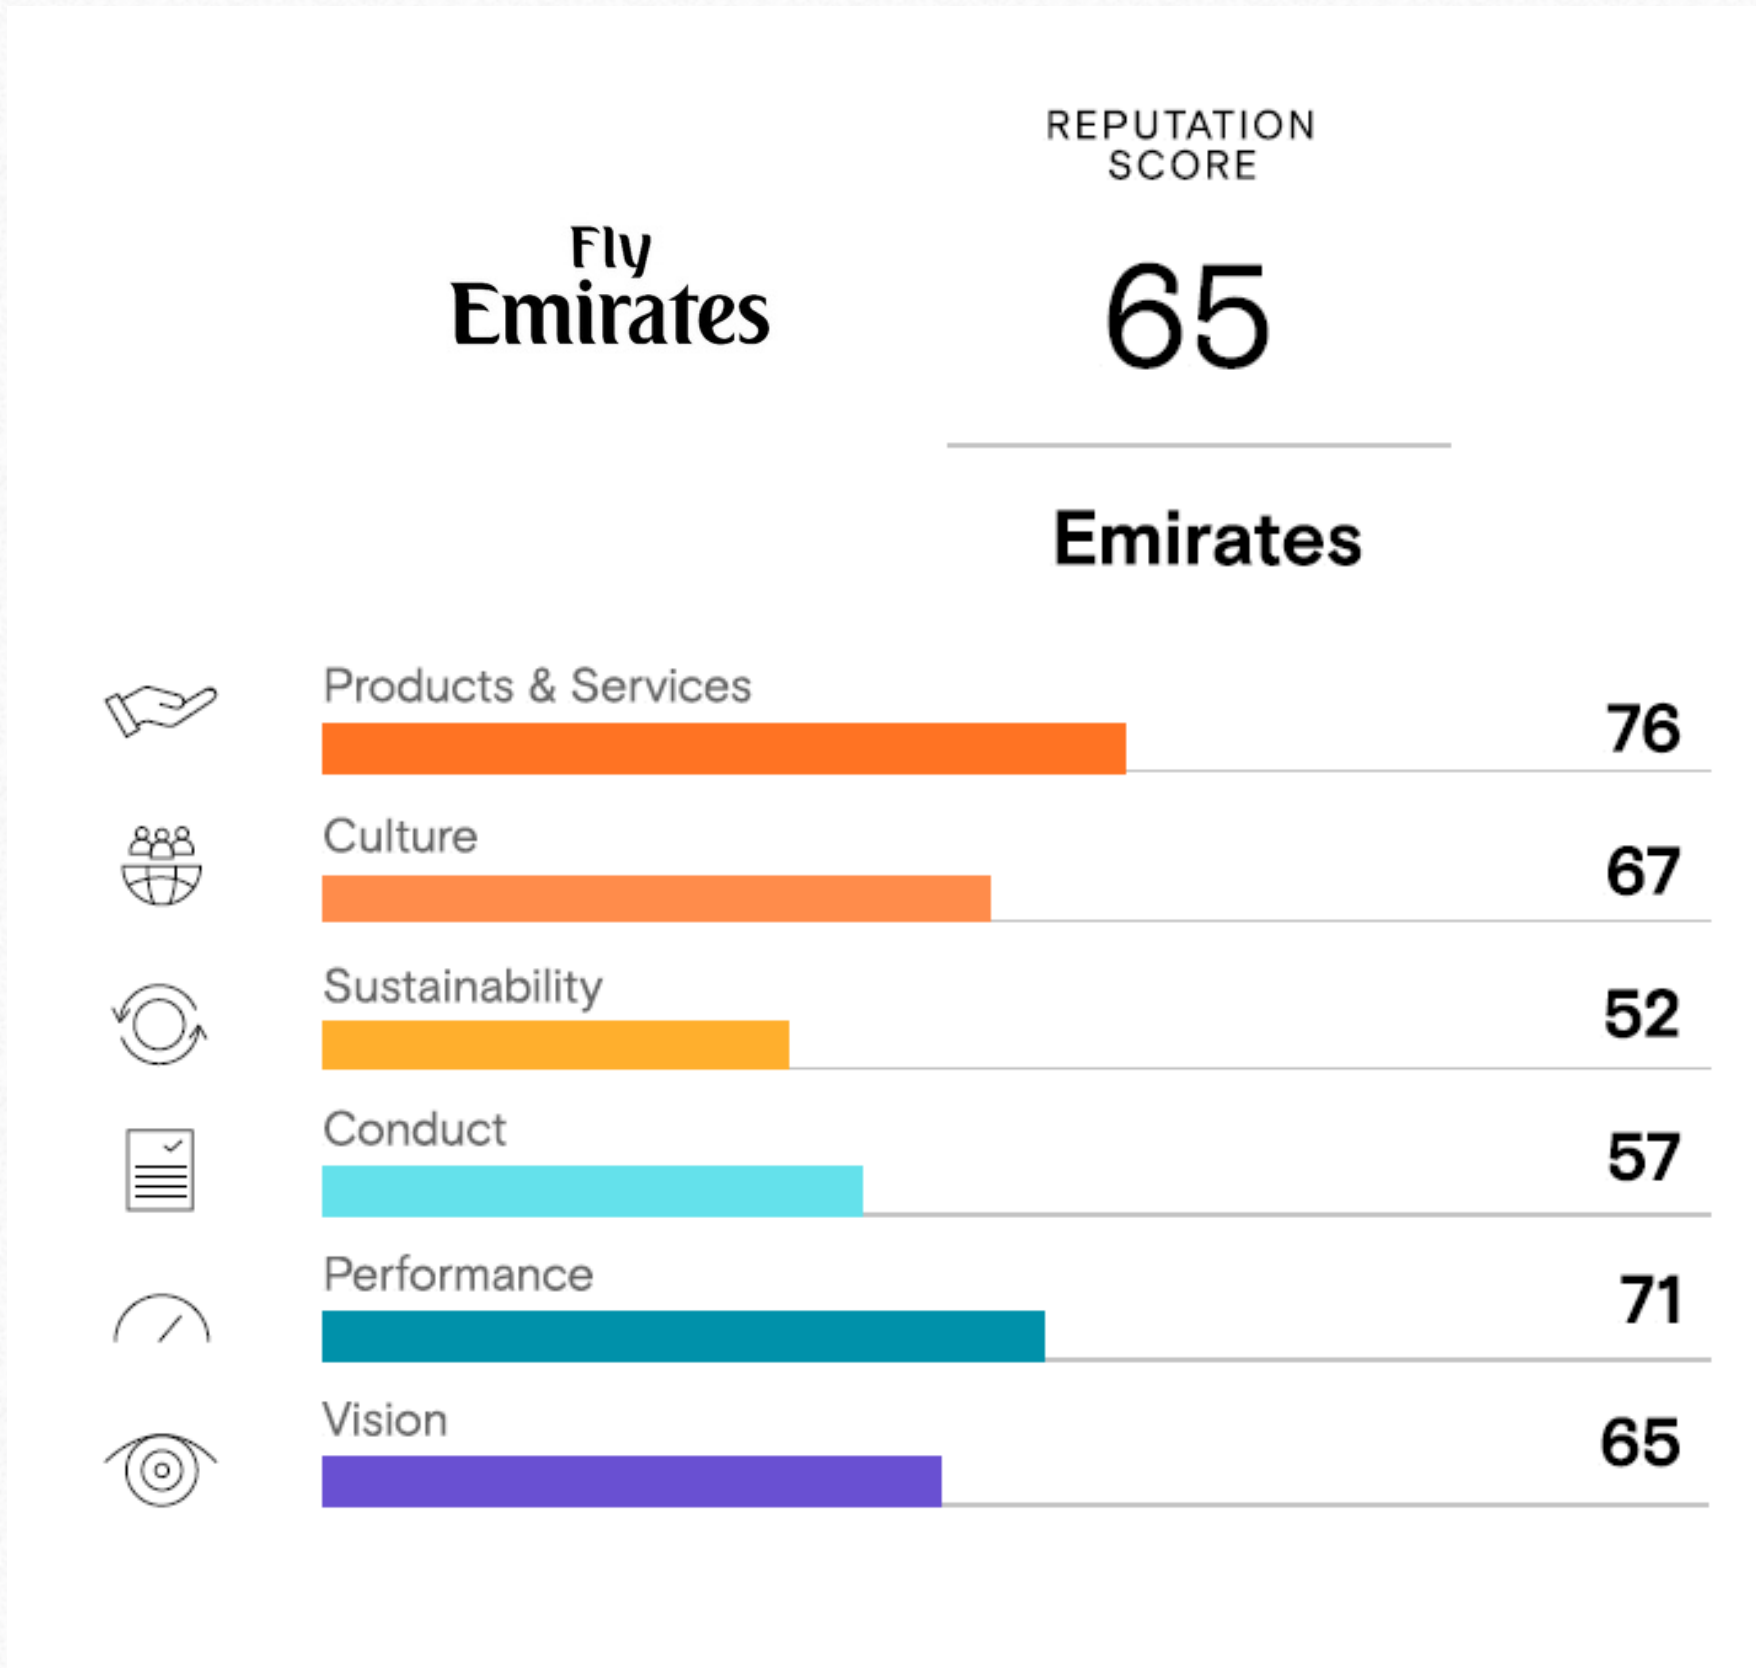 REPUTATION
SCORE
Fly
Emirates
65
Emirates
Products & Services
76
Culture
67
Sustainability
52
Conduct
57
Performance
71
Vision
65